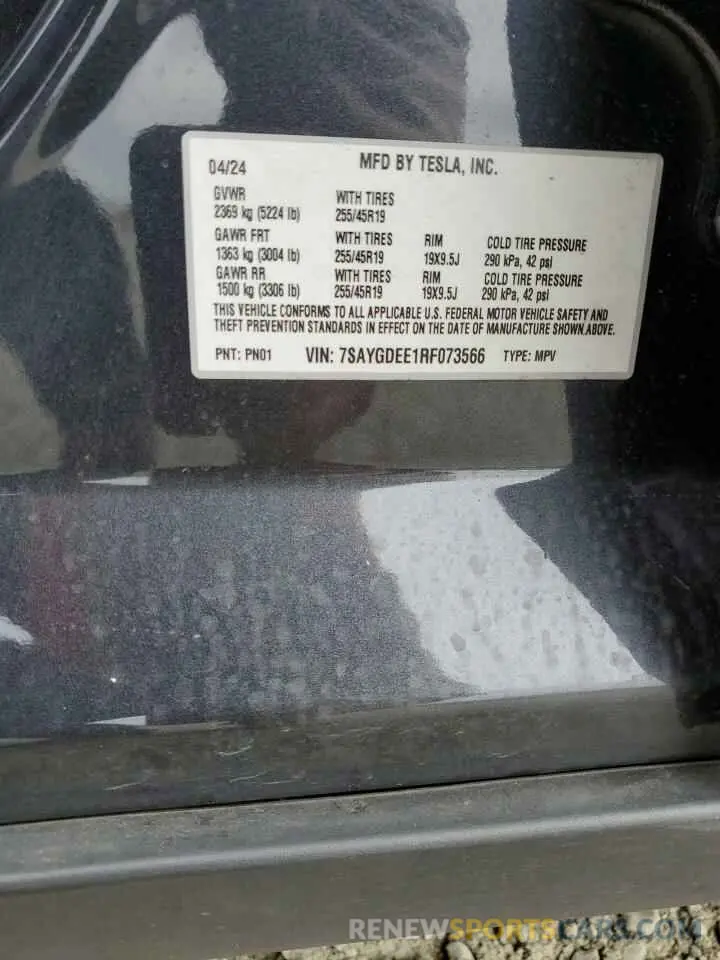 04/24 MFD BY TESLA, INC.
GVWR WITH TIRES
2369 kg (5224 lb) 255/45R19
GAWR FRT WITH TIRES RIM COLD TIRE PRESSURE
1363 kg (3004 lb) 255/45R19 19X9.5J 290 kPa, 42 psi
GAWR RR WITH TIRES RIM COLD TIRE PRESSURE
1500 kg (3306 lb) 255/45R19 19X9.5J 290 kPa, 42 psi
THIS VEHICLE CONFORMS TO ALL APPLICABLE U.S. FEDERAL MOTOR VEHICLE SAFETY AND
THEFT PREVENTION STANDARDS IN EFFECT ON THE DATE OF MANUFACTURE SHOWN ABOVE.
PNT: PN01 VIN: 7SAYGDEE1RF073566 TYPE: MPV
RENEWSPORTSCARS.COM